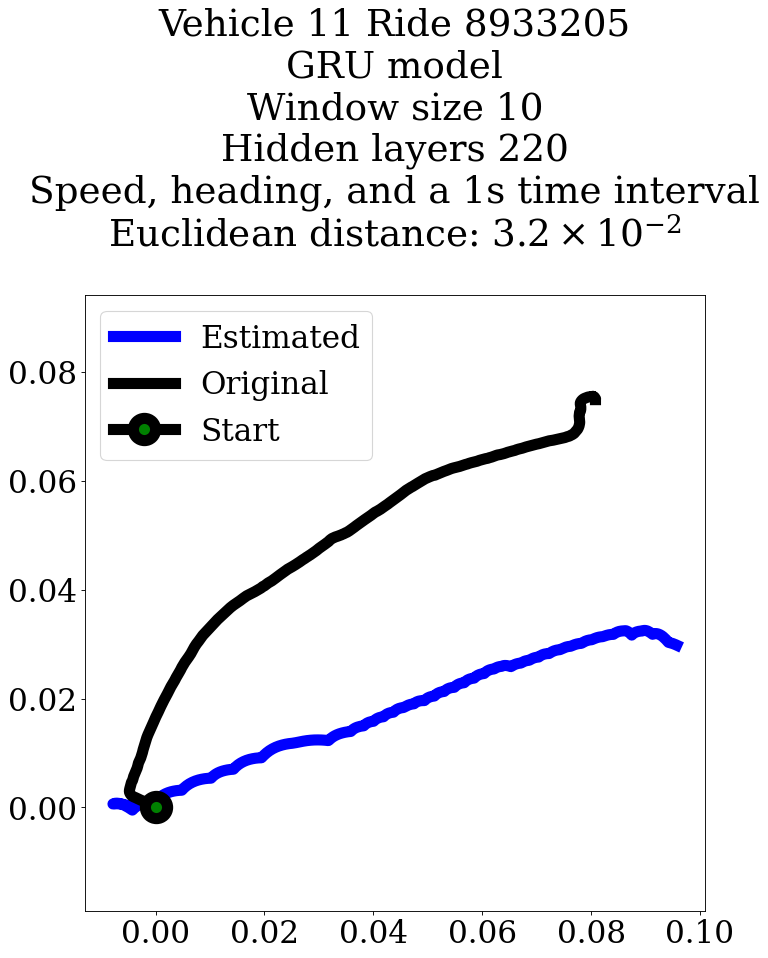 Vehicle 11 Ride 8933205
GRU model
Window size 10
Hidden layers 220
Speed, heading, and a 1s time interval
Euclidean distance: 3.2 × 10⁻²
Estimated
Original
Start
0.08
0.06
0.04
0.02
0.00
0.00 0.02 0.04 0.06 0.08 0.10